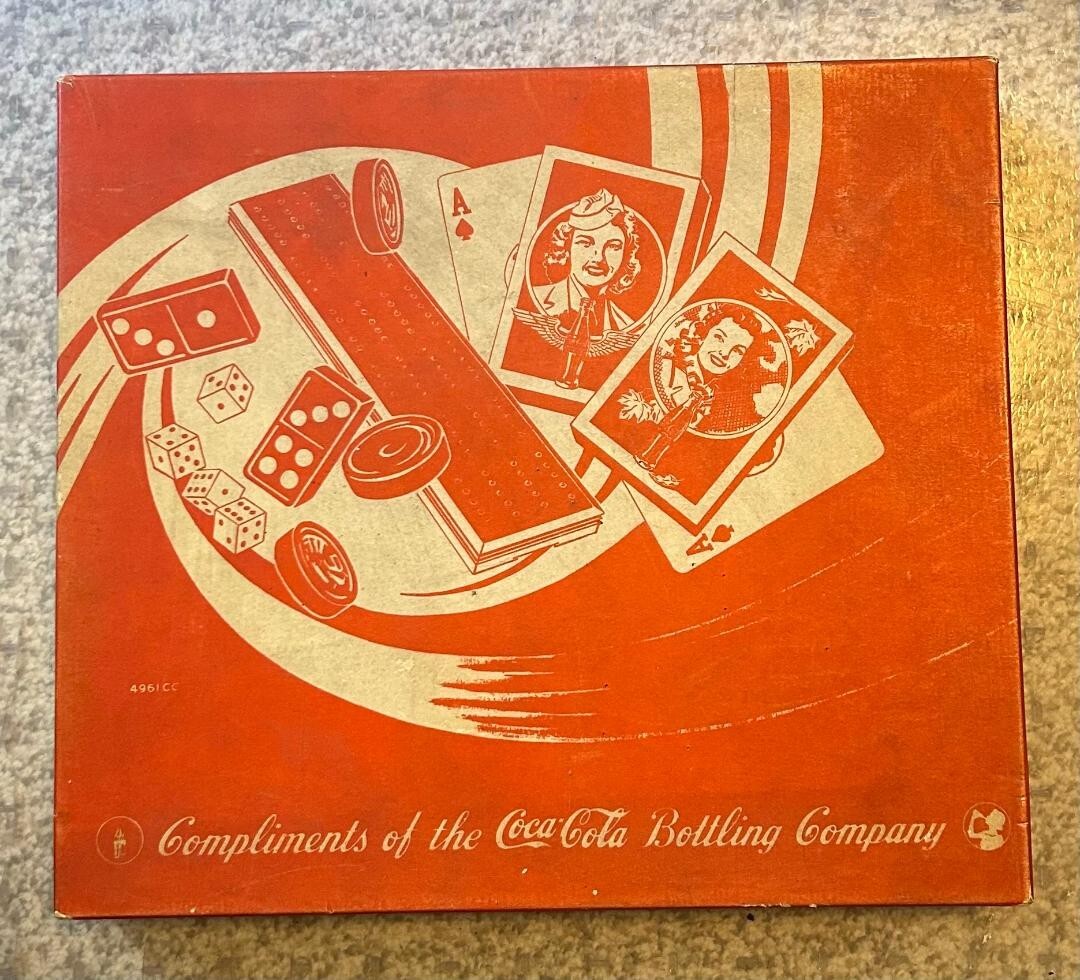 A
A
4961CC
Compliments of the Coca-Cola Bottling Company